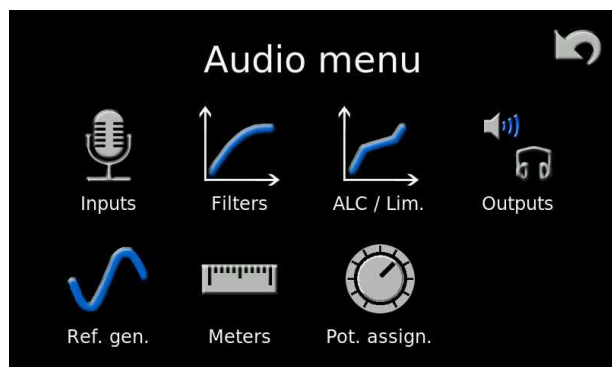 Audio menu
Inputs Filters ALC / Lim. Outputs
Ref. gen. Meters Pot. assign.